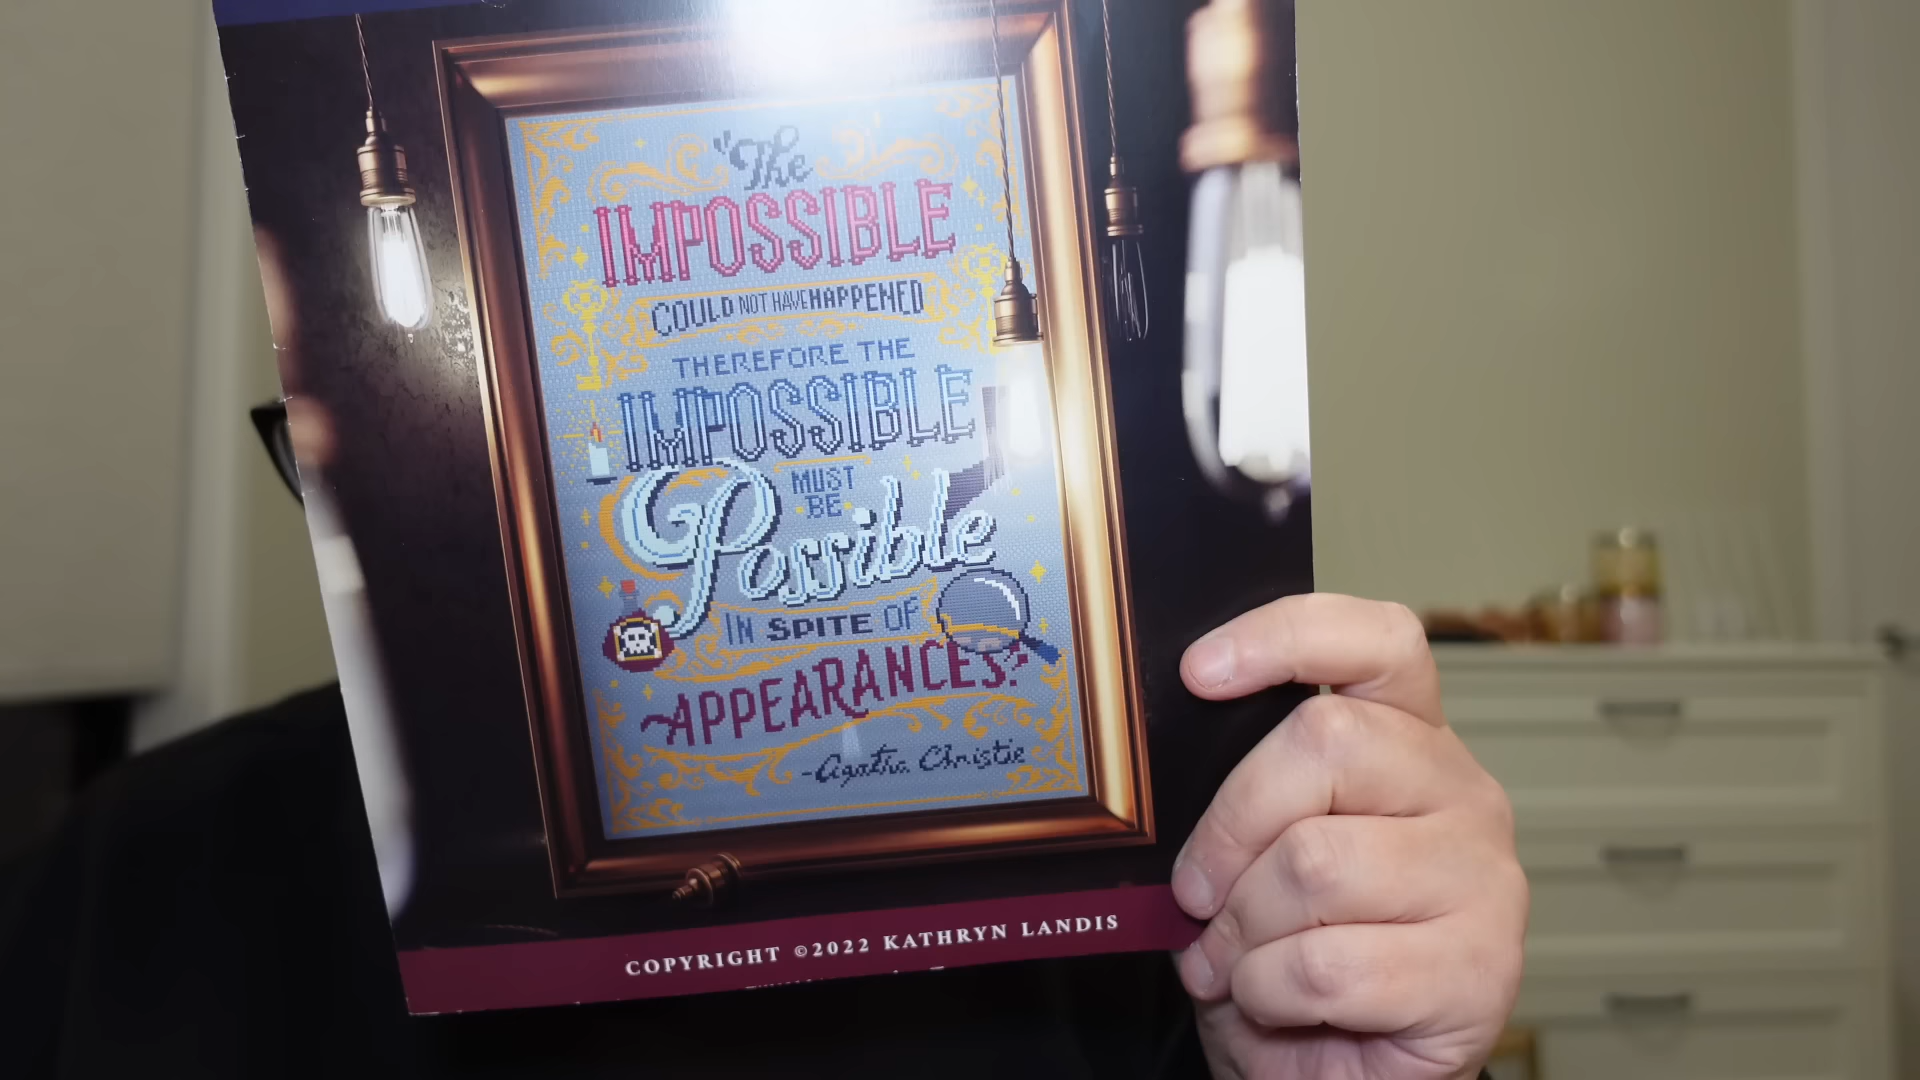 "The
IMPOSSIBLE
COULD NOT HAVE HAPPENED
THEREFORE THE
IMPOSSIBLE
MUST
BE
Possible
IN SPITE OF
APPEARANCES."
-Agatha Christie
COPYRIGHT ©2022 KATHRYN LANDIS